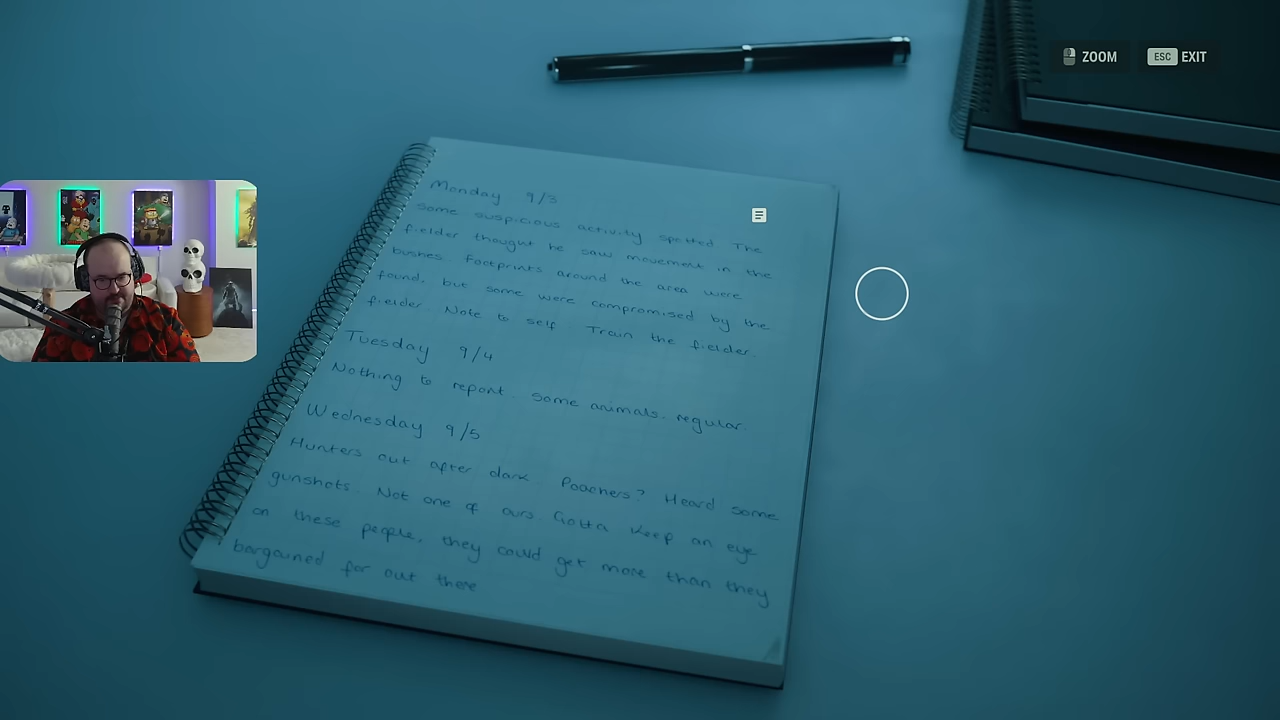 ZOOM
ESC EXIT
Monday 9/3
Some suspicious activity spotted The
fielder thought he saw movement in the
bushes. Footprints around the area were
found, but some were compromised by the
fielder. Note to self. Train the fielder.
Tuesday 9/4
Nothing to report. Some animals. regular.
Wednesday 9/5
Hunters out after dark. Poachers? Heard some
gunshots. Not one of ours. Gotta keep an eye
on these people, they could get more than they
bargained for out there